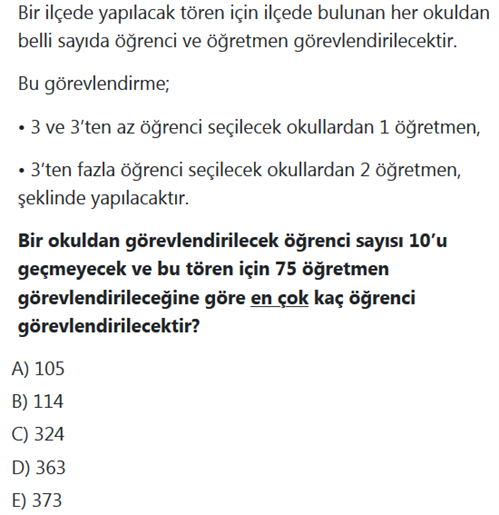 Bir ilçede yapılacak tören için ilçede bulunan her okuldan
belli sayıda öğrenci ve öğretmen görevlendirilecektir.
Bu görevlendirme;
• 3 ve 3’ten az öğrenci seçilecek okullardan 1 öğretmen,
• 3’ten fazla öğrenci seçilecek okullardan 2 öğretmen,
şeklinde yapılacaktır.
Bir okuldan görevlendirilecek öğrenci sayısı 10’u
geçmeyecek ve bu tören için 75 öğretmen
görevlendirileceğine göre en çok kaç öğrenci
görevlendirilecektir?
A) 105
B) 114
C) 324
D) 363
E) 373